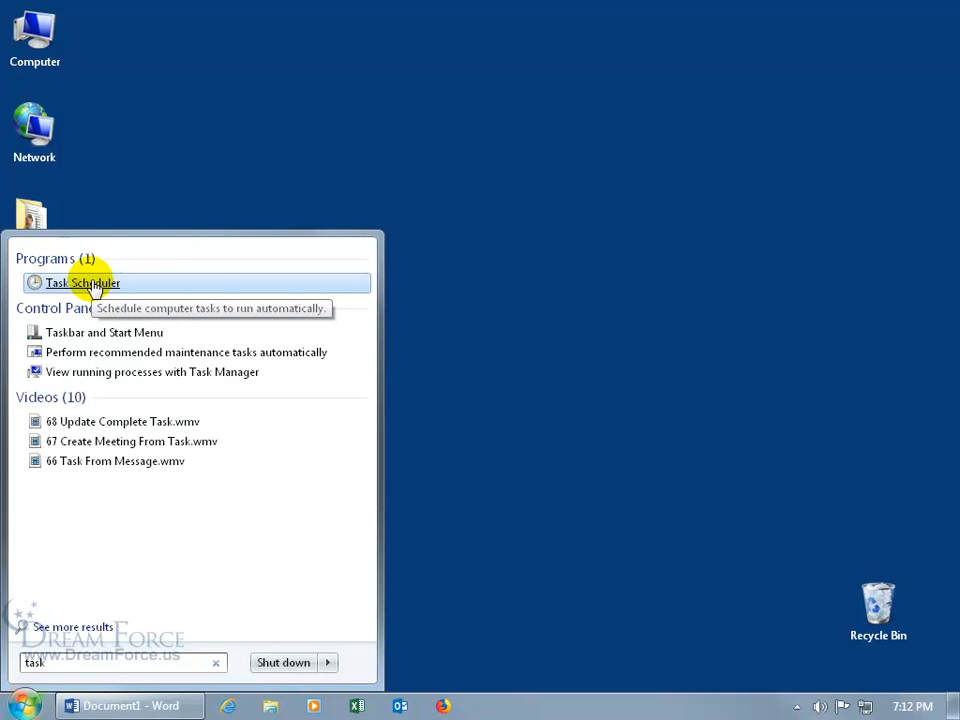 Computer
Network
Programs (1)
Task Scheduler
Control Pane
Schedule computer tasks to run automatically.
Taskbar and Start Menu
Perform recommended maintenance tasks automatically
View running processes with Task Manager
Videos (10)
68 Update Complete Task.wmv
67 Create Meeting From Task.wmv
66 Task From Message.wmv
Recycle Bin
See more results
DREAM FORCE
www.DreamForce.us
task
Shut down
Document1 - Word
7:12 PM